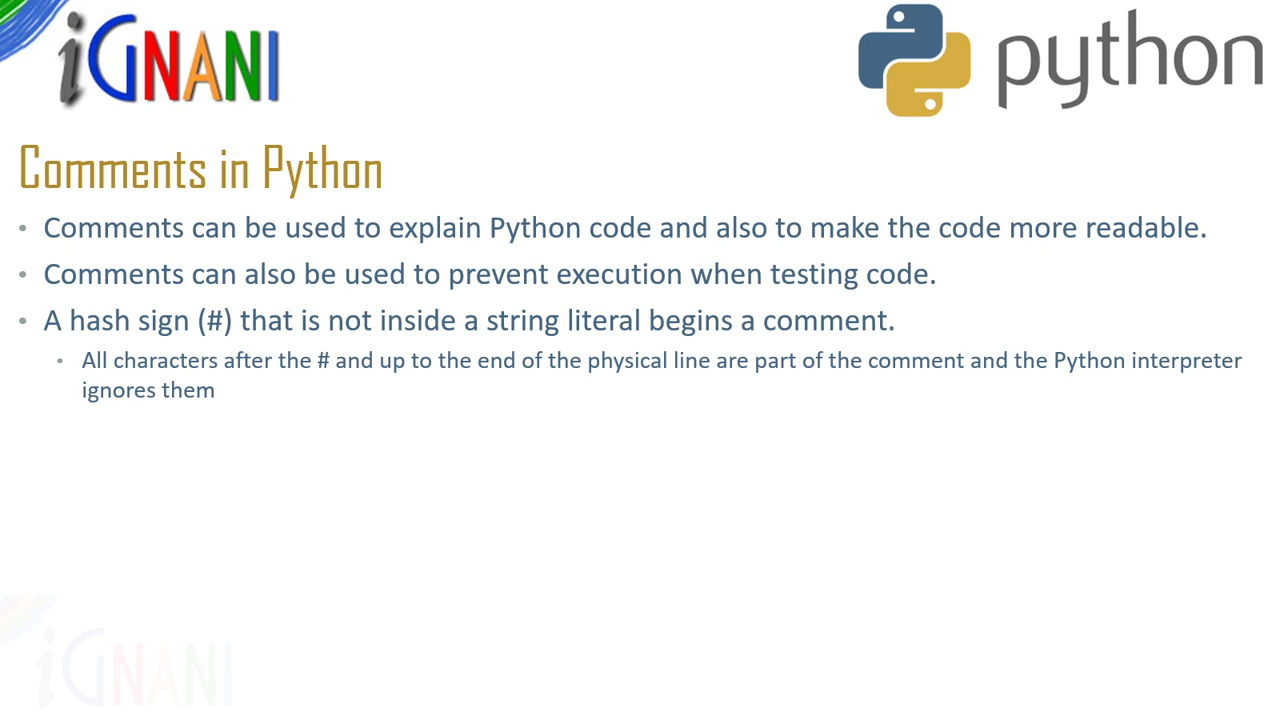 iGNANI
python
Comments in Python
• Comments can be used to explain Python code and also to make the code more readable.
• Comments can also be used to prevent execution when testing code.
• A hash sign (#) that is not inside a string literal begins a comment.
• All characters after the # and up to the end of the physical line are part of the comment and the Python interpreter
ignores them
iGNANI